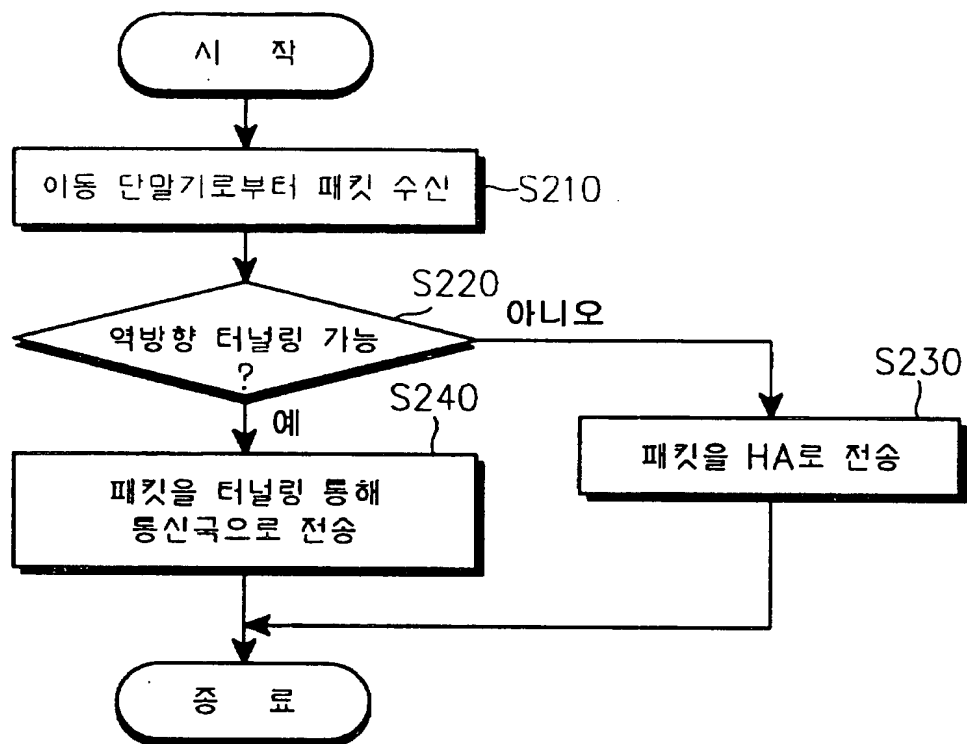 시 작
이동 단말기로부터 패킷 수신
S210
S220
역방향 터널링 가능
?
아니오
예
S230
패킷을 HA로 전송
S240
패킷을 터널링 통해
통신국으로 전송
종 료